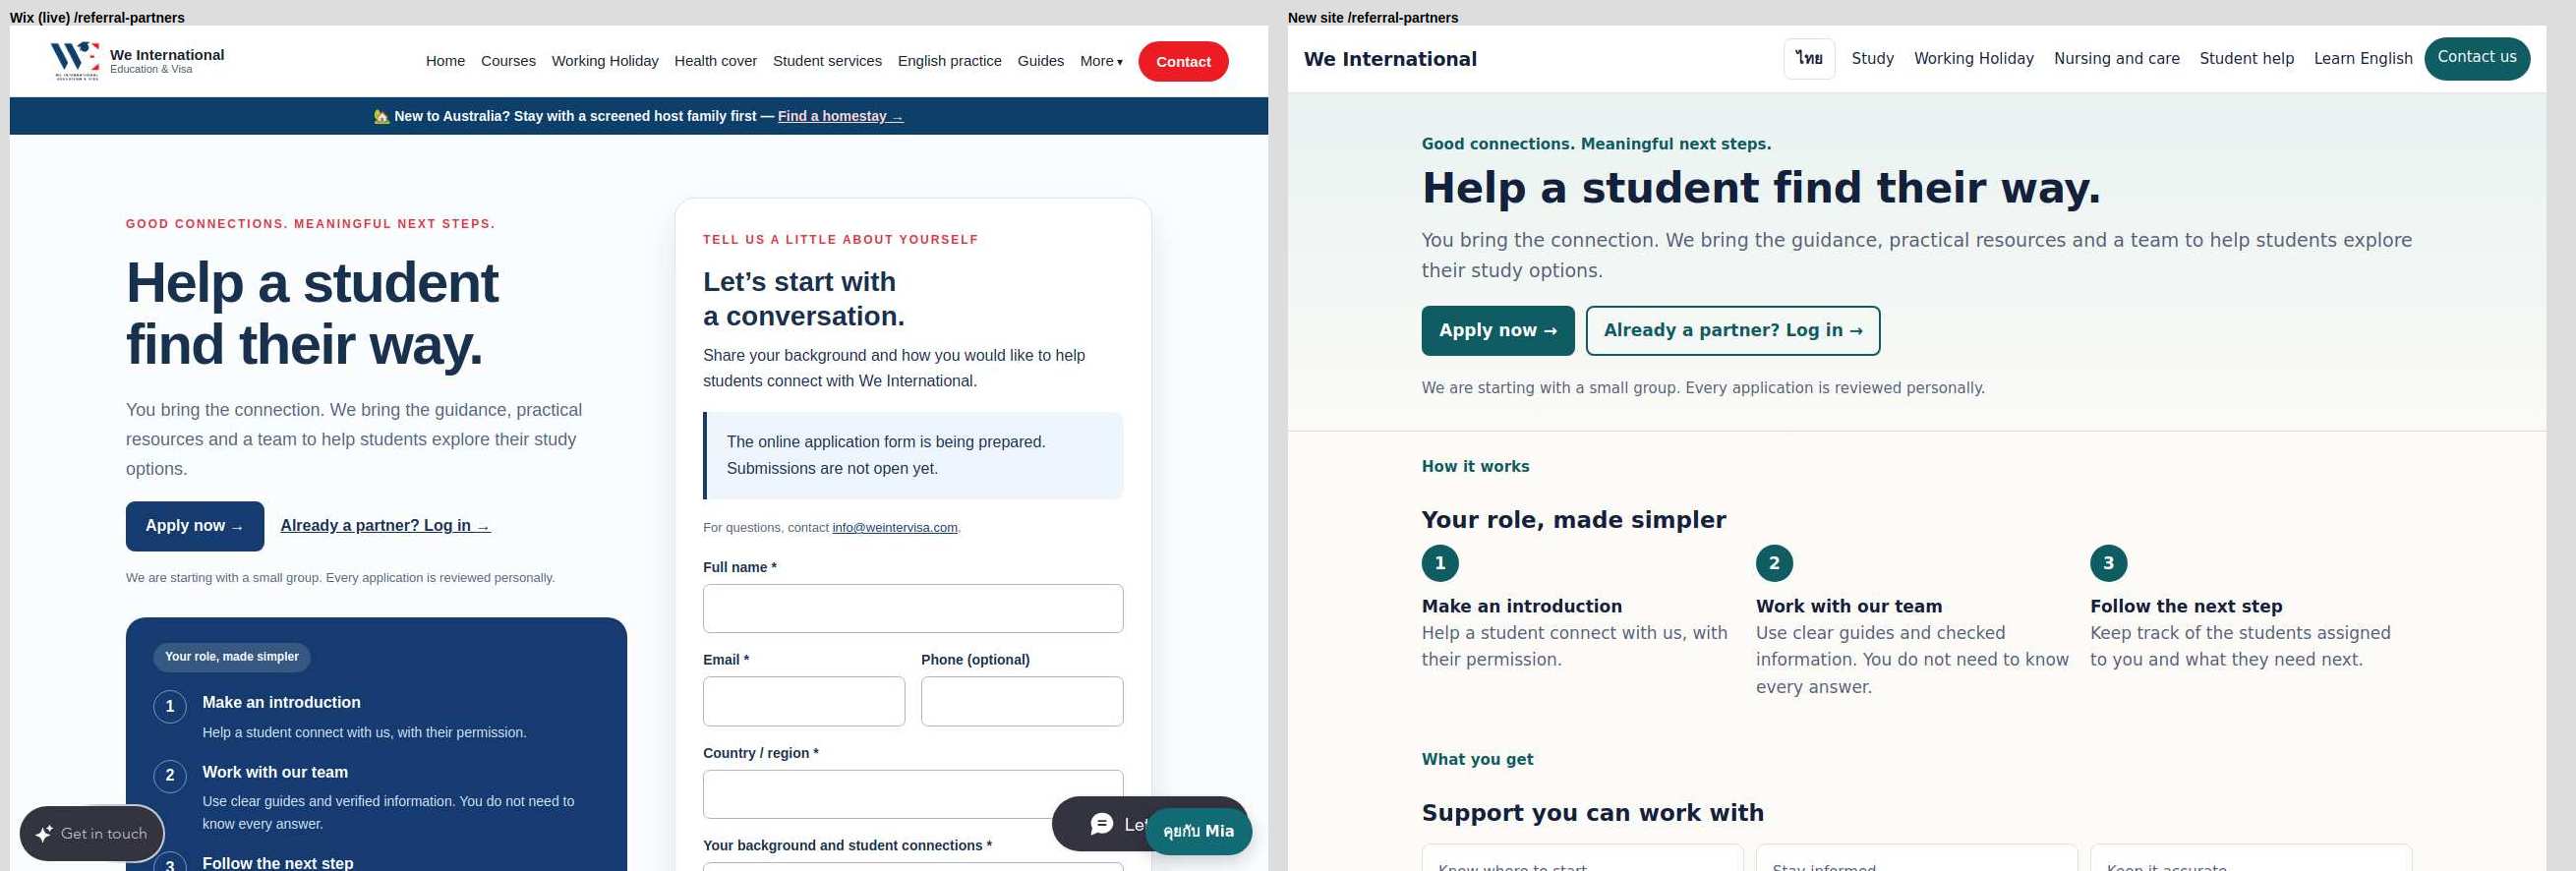 Wix (live) /referral-partners
We International
Education & Visa
WE INTERNATIONAL
EDUCATION & VISA
Home
Courses
Working Holiday
Health cover
Student services
English practice
Guides
More ▾
Contact
🏡 New to Australia? Stay with a screened host family first — Find a homestay →
GOOD CONNECTIONS. MEANINGFUL NEXT STEPS.
Help a student
find their way.
You bring the connection. We bring the guidance, practical
resources and a team to help students explore their study
options.
Apply now →
Already a partner? Log in →
We are starting with a small group. Every application is reviewed personally.
Your role, made simpler
1
Make an introduction
Help a student connect with us, with their permission.
2
Work with our team
Use clear guides and verified information. You do not need to
know every answer.
3
Follow the next step
Get in touch
TELL US A LITTLE ABOUT YOURSELF
Let’s start with
a conversation.
Share your background and how you would like to help
students connect with We International.
The online application form is being prepared.
Submissions are not open yet.
For questions, contact info@weintervisa.com.
Full name *
Email *
Phone (optional)
Country / region *
Your background and student connections *
คุยกับ Mia
New site /referral-partners
We International
ไทย
Study
Working Holiday
Nursing and care
Student help
Learn English
Contact us
Good connections. Meaningful next steps.
Help a student find their way.
You bring the connection. We bring the guidance, practical resources and a team to help students explore
their study options.
Apply now →
Already a partner? Log in →
We are starting with a small group. Every application is reviewed personally.
How it works
Your role, made simpler
1
Make an introduction
Help a student connect with us, with
their permission.
2
Work with our team
Use clear guides and checked
information. You do not need to know
every answer.
3
Follow the next step
Keep track of the students assigned
to you and what they need next.
What you get
Support you can work with
Know where to start
Stay informed
Keep it accurate